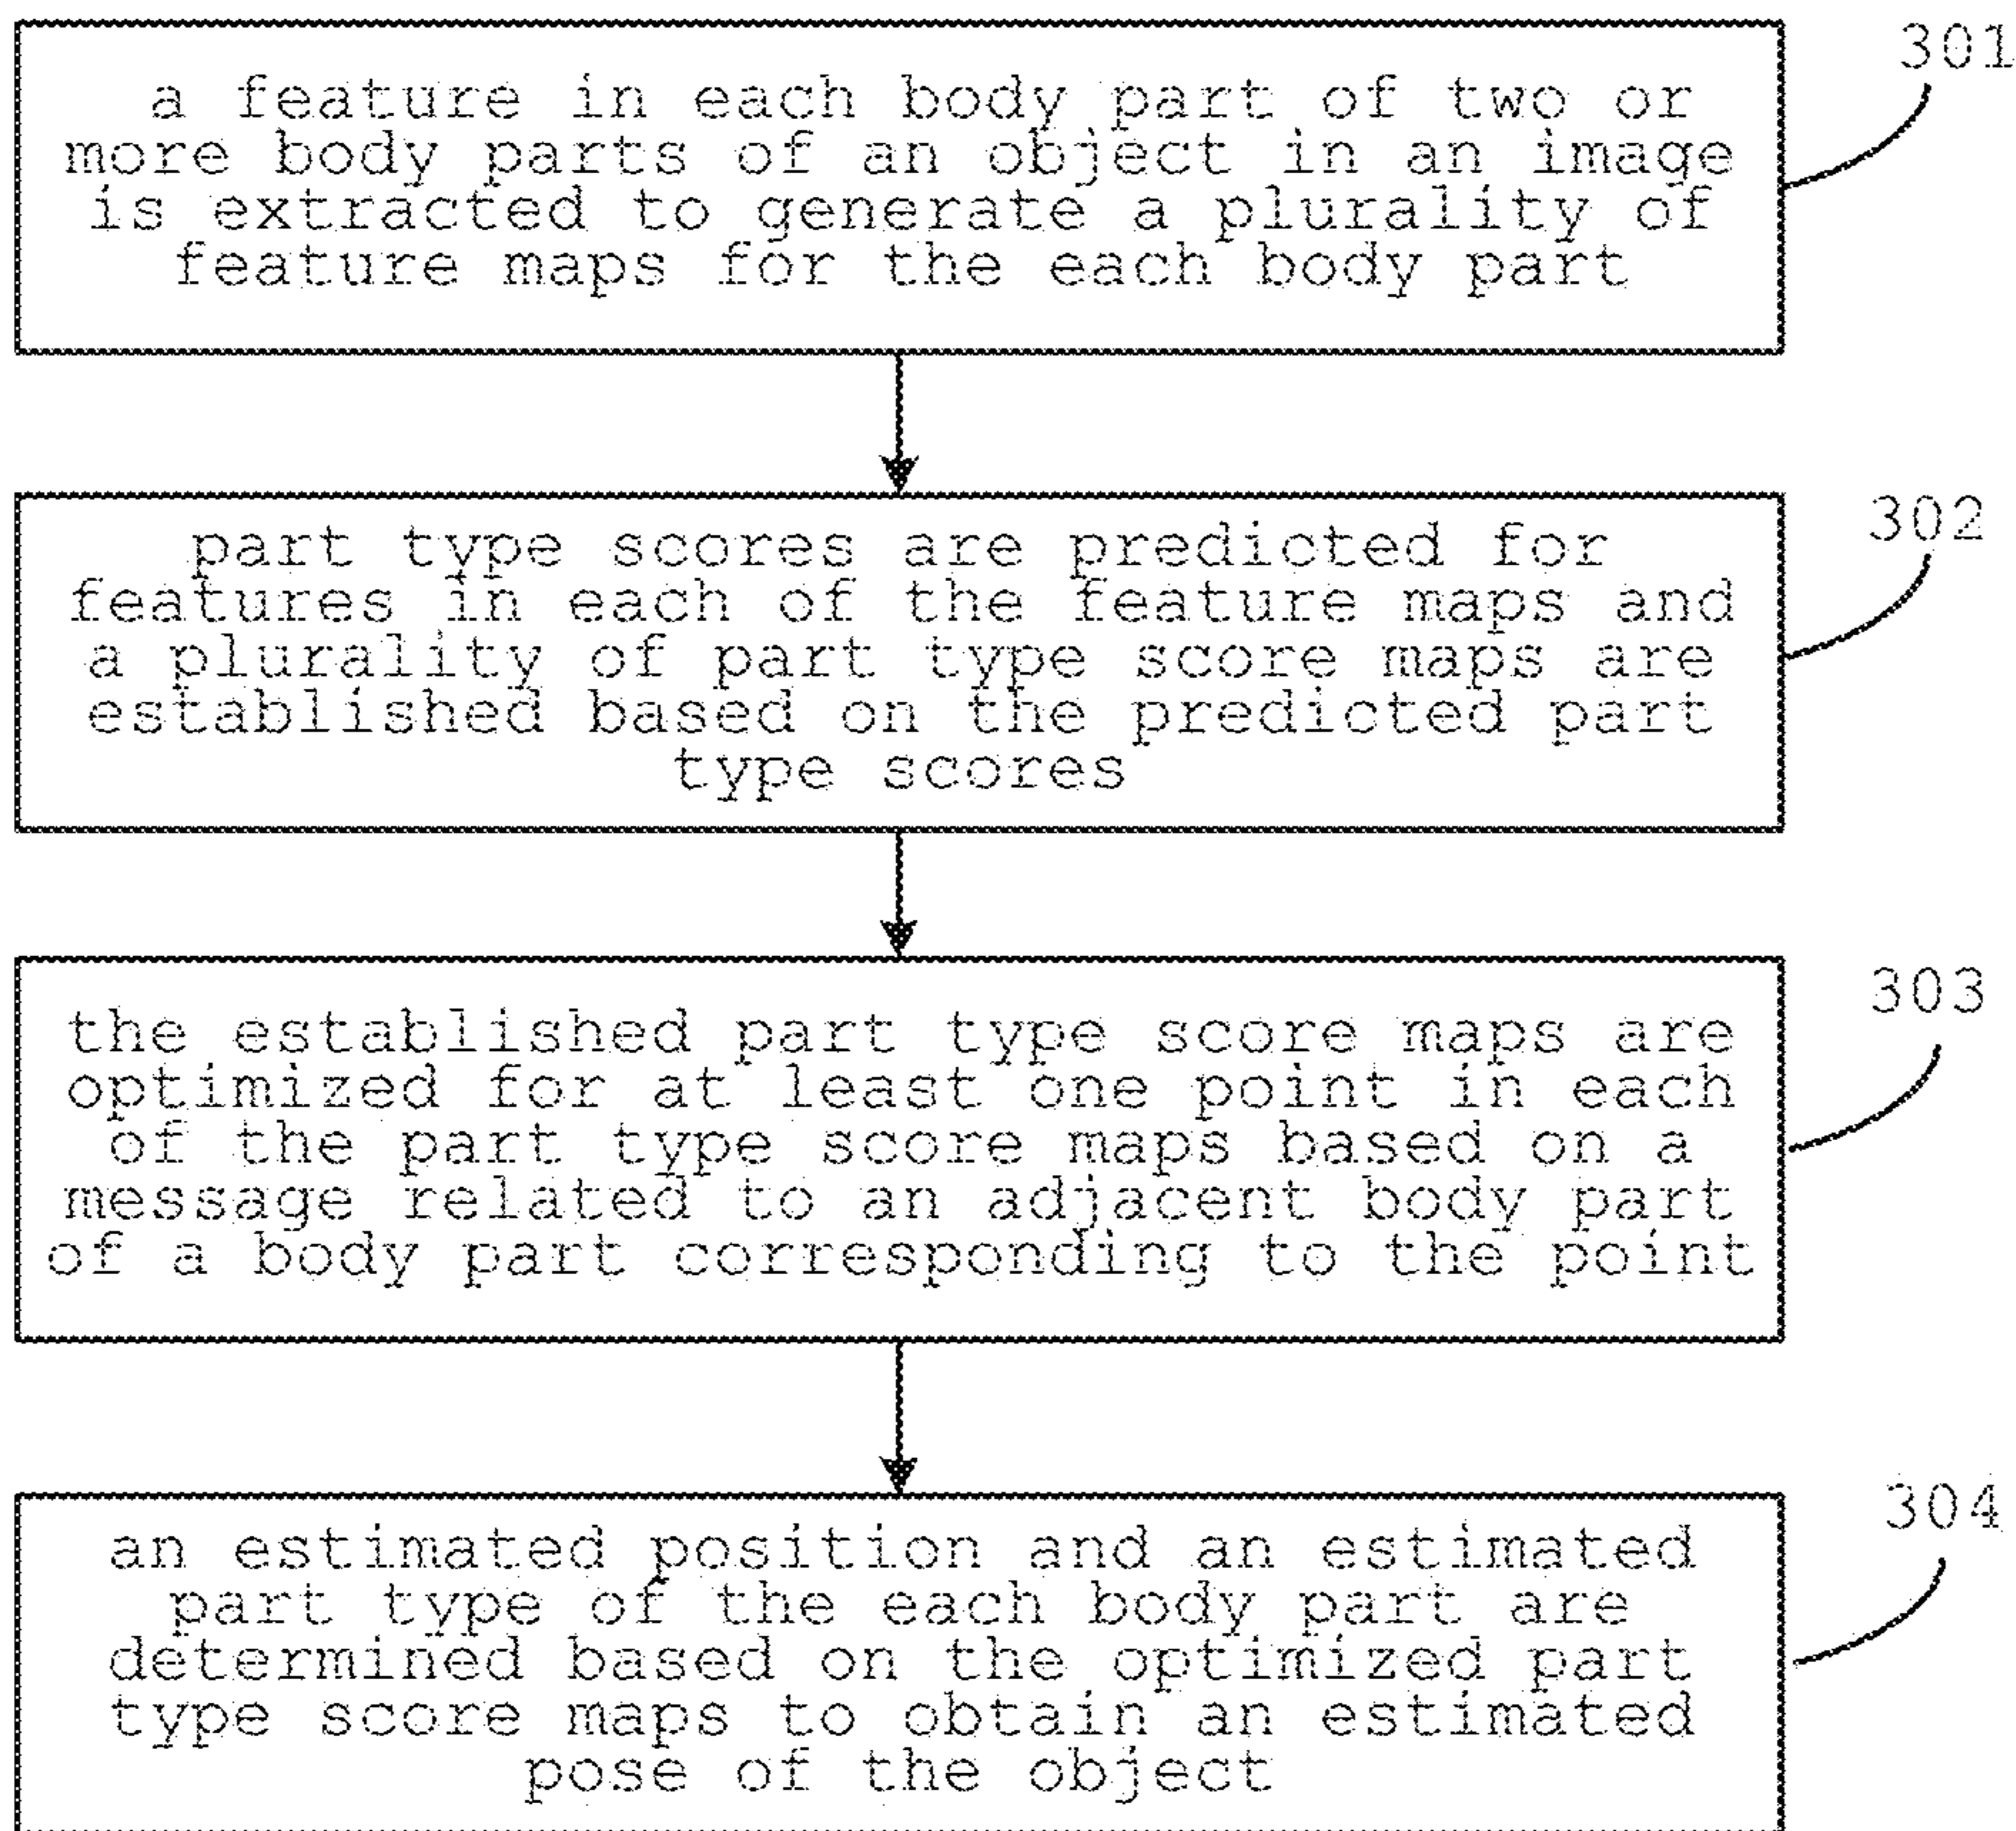 301
a feature in each body part of two or
more body parts of an object in an image
is extracted to generate a plurality of
feature maps for the each body part
302
part type scores are predicted for
features in each of the feature maps and
a plurality of part type score maps are
established based on the predicted part
type scores
303
the established part type score maps are
optimized for at least one point in each
of the part type score maps based on a
message related to an adjacent body part
of a body part corresponding to the point
304
an estimated position and an estimated
part type of the each body part are
determined based on the optimized part
type score maps to obtain an estimated
pose of the object